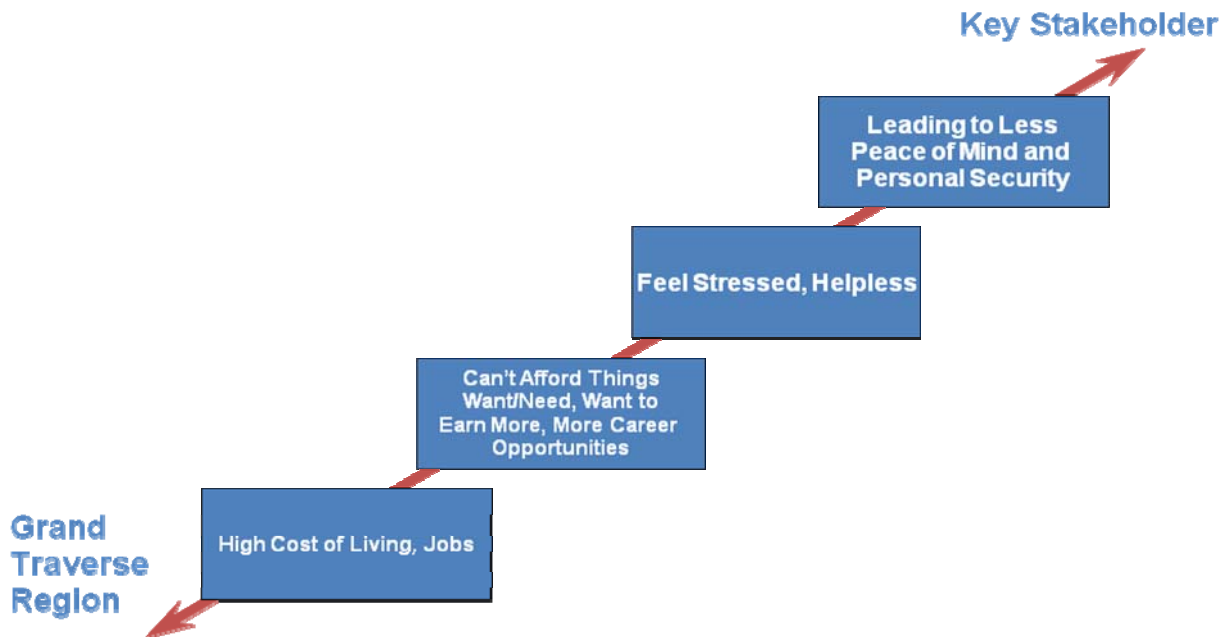 Key Stakeholder
Leading to Less
Peace of Mind and
Personal Security
Feel Stressed, Helpless
Can't Afford Things
Want/Need, Want to
Earn More, More Career
Opportunities
High Cost of Living, Jobs
Grand
Traverse
Region